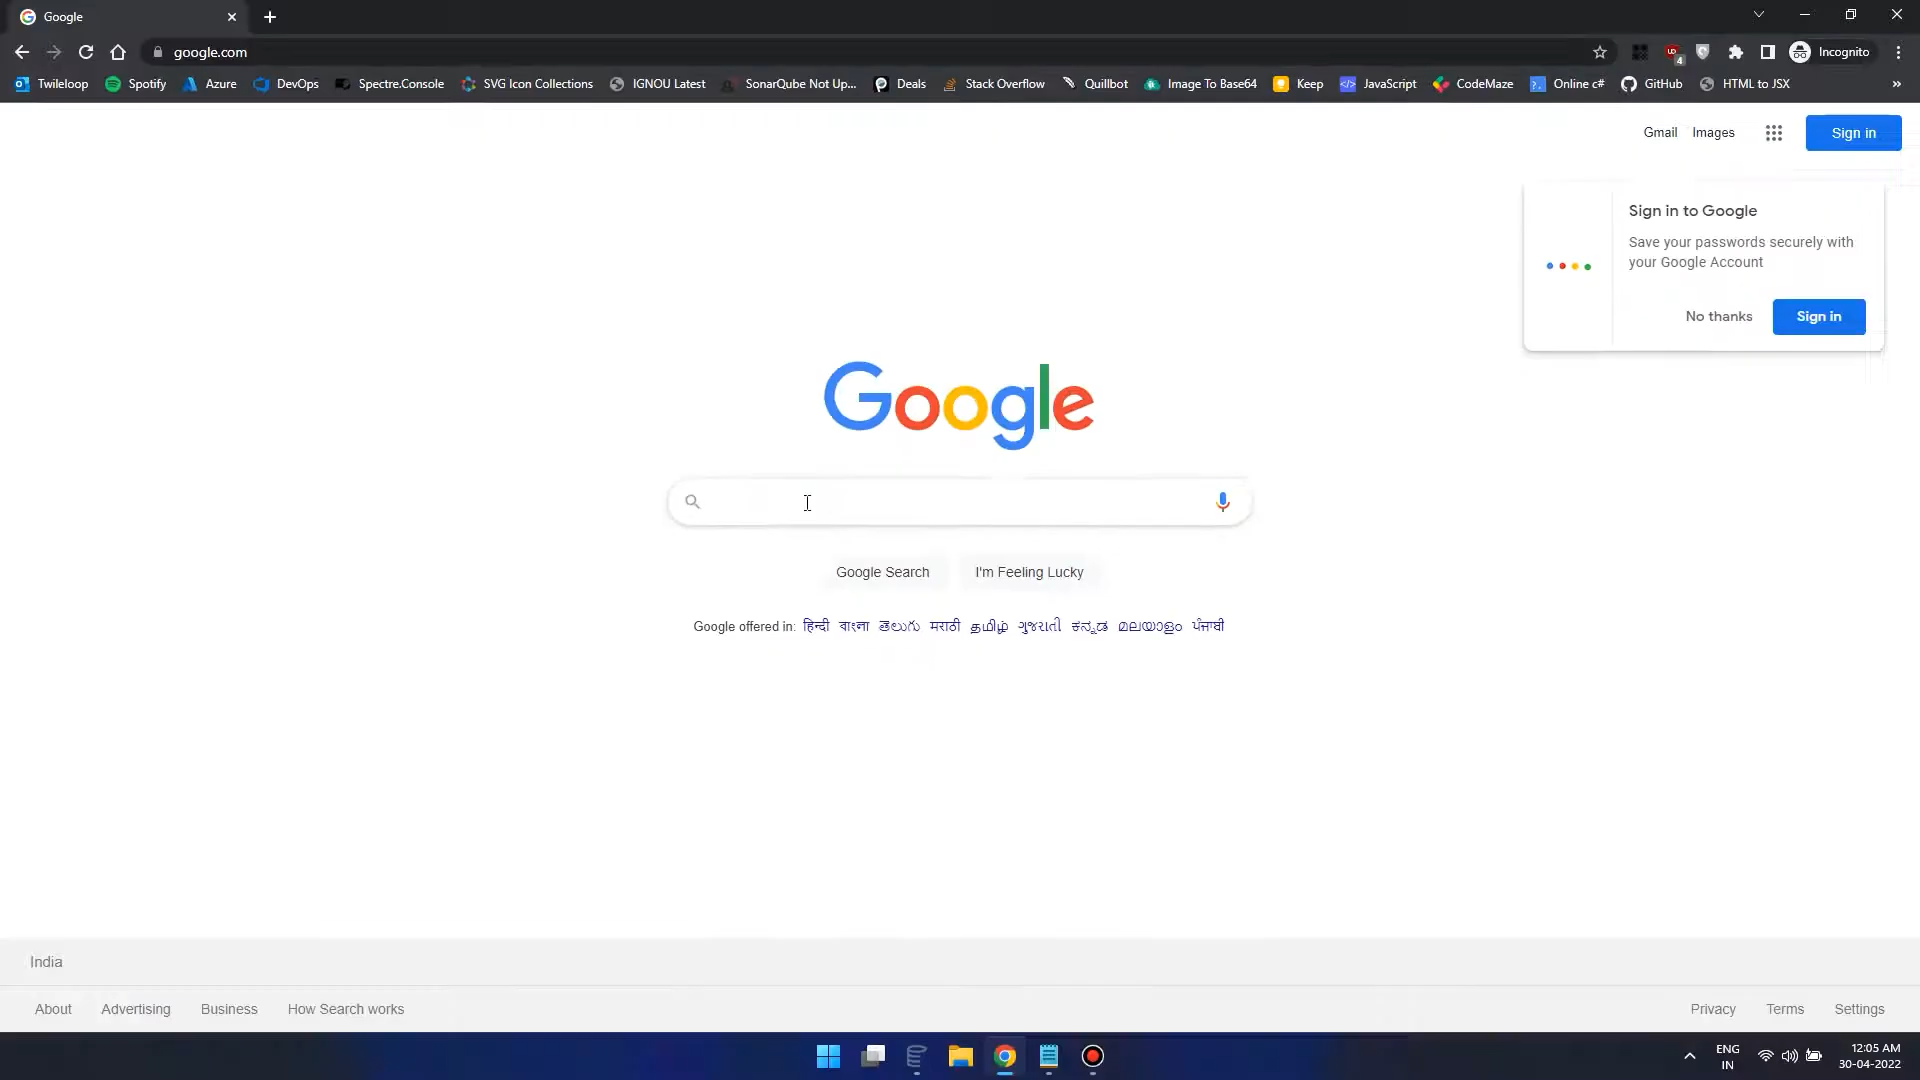 Google
google.com
4
Incognito
Twileloop Spotify Azure DevOps Spectre.Console SVG Icon Collections IGNOU Latest SonarQube Not Up... Deals Stack Overflow Quillbot Image To Base64 Keep JavaScript CodeMaze Online c# GitHub HTML to JSX »
Gmail Images Sign in
Sign in to Google
Save your passwords securely with
your Google Account
No thanks Sign in
Google
Google Search I'm Feeling Lucky
Google offered in: हिन्दी বাংলা తెలుగు मराठी தமிழ் ગુજરાતી ಕನ್ನಡ മലയാളം ਪੰਜਾਬੀ
India
About Advertising Business How Search works Privacy Terms Settings
ENG
IN
12:05 AM
30-04-2022